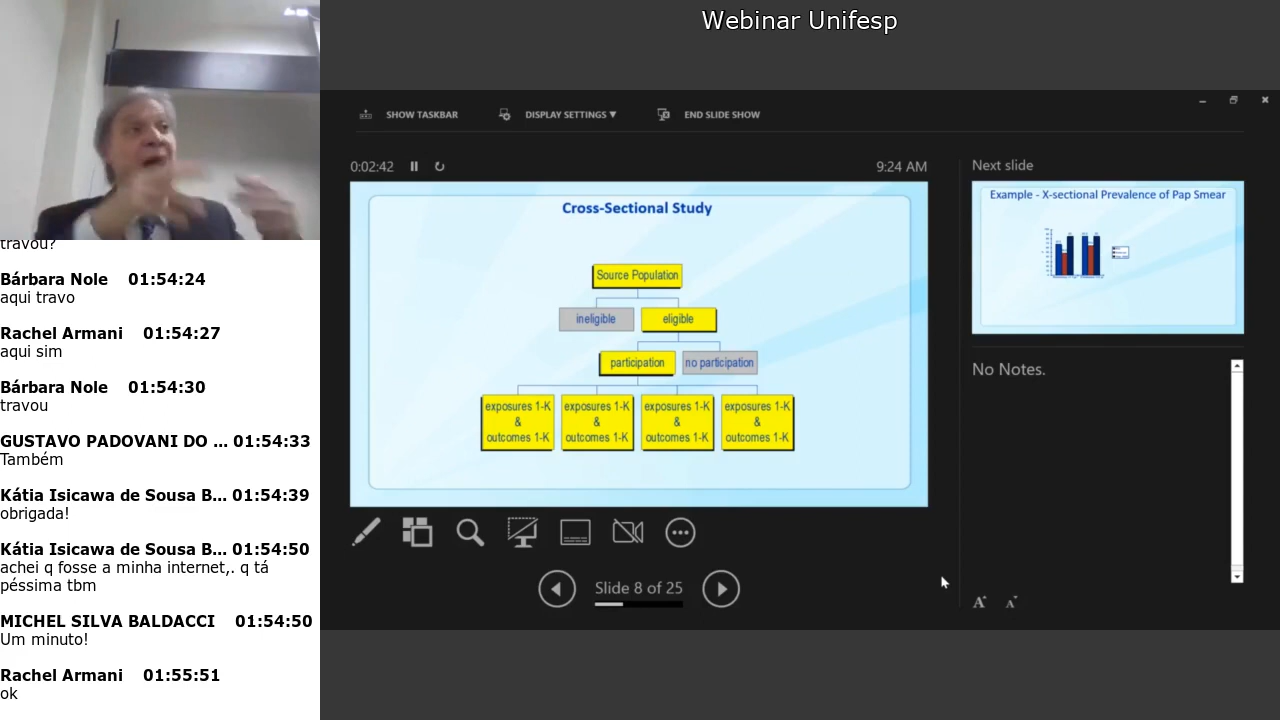 Webinar Unifesp
travou?
Bárbara Nole 01:54:24
aqui travo
Rachel Armani 01:54:27
aqui sim
Bárbara Nole 01:54:30
travou
GUSTAVO PADOVANI DO ... 01:54:33
Também
Kátia Isicawa de Sousa B... 01:54:39
obrigada!
Kátia Isicawa de Sousa B... 01:54:50
achei q fosse a minha internet,. q tá
péssima tbm
MICHEL SILVA BALDACCI 01:54:50
Um minuto!
Rachel Armani 01:55:51
ok
SHOW TASKBAR
DISPLAY SETTINGS ▼
END SLIDE SHOW
0:02:42
9:24 AM
Cross-Sectional Study
Source Population
ineligible
eligible
participation
no participation
exposures 1-K
&
outcomes 1-K
exposures 1-K
&
outcomes 1-K
exposures 1-K
&
outcomes 1-K
exposures 1-K
&
outcomes 1-K
Slide 8 of 25
Next slide
Example - X-sectional Prevalence of Pap Smear
No Notes.
A A